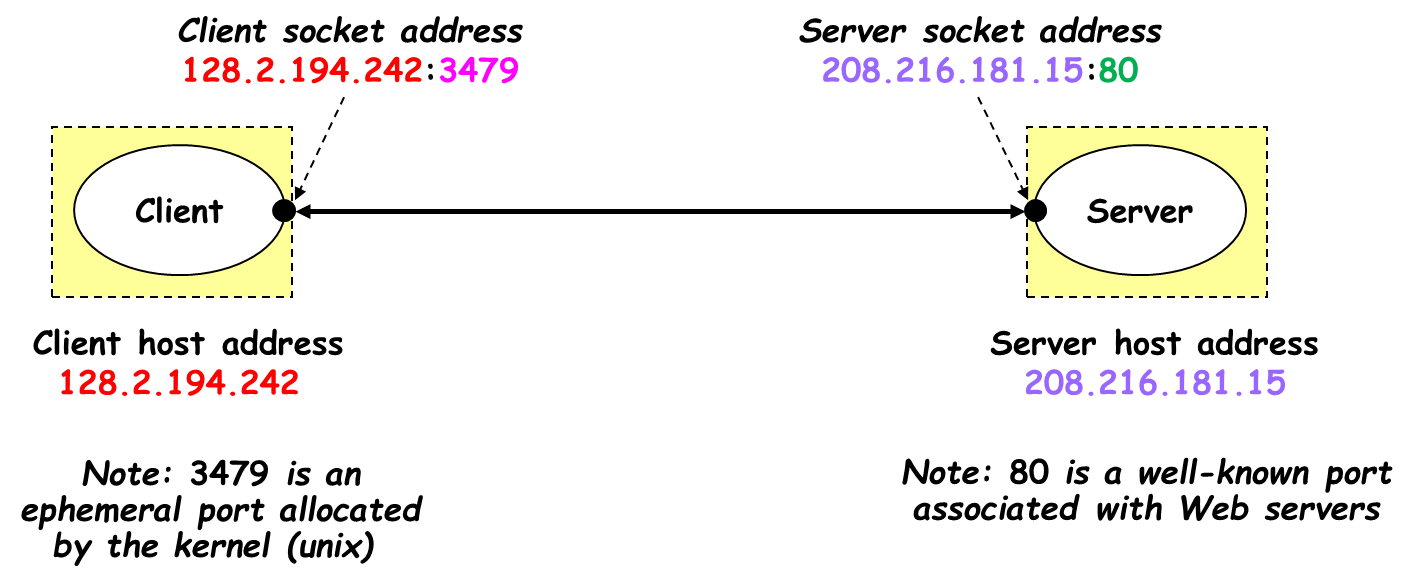 Client socket address
128.2.194.242:3479
Server socket address
208.216.181.15:80
Client
Server
Client host address
128.2.194.242
Server host address
208.216.181.15
Note: 3479 is an
ephemeral port allocated
by the kernel (unix)
Note: 80 is a well-known port
associated with Web servers